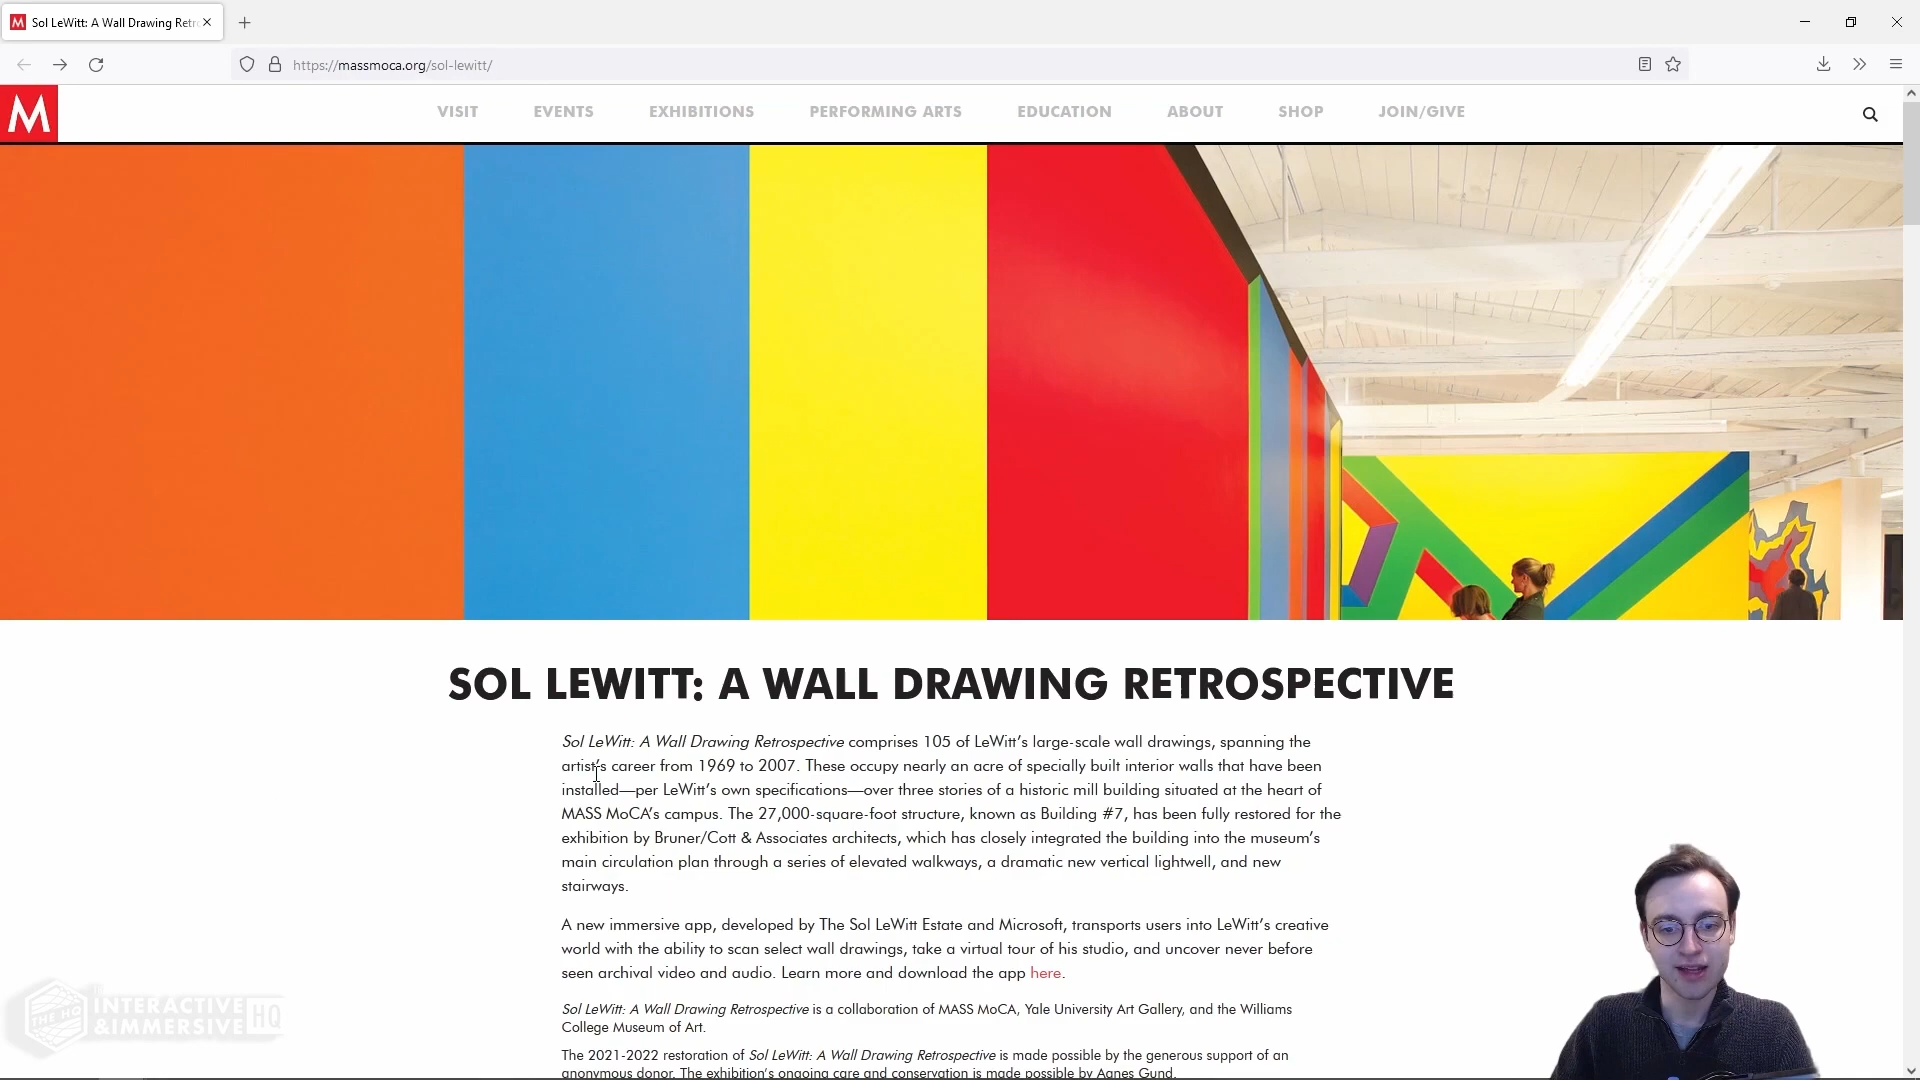 Sol LeWitt: A Wall Drawing Retr
https://massmoca.org/sol-lewitt/
M
VISIT EVENTS EXHIBITIONS PERFORMING ARTS EDUCATION ABOUT SHOP JOIN/GIVE
SOL LEWITT: A WALL DRAWING RETROSPECTIVE
Sol LeWitt: A Wall Drawing Retrospective comprises 105 of LeWitt's large-scale wall drawings, spanning the
artist's career from 1969 to 2007. These occupy nearly an acre of specially built interior walls that have been
installed—per LeWitt's own specifications—over three stories of a historic mill building situated at the heart of
MASS MoCA's campus. The 27,000-square-foot structure, known as Building #7, has been fully restored for the
exhibition by Bruner/Cott & Associates architects, which has closely integrated the building into the museum's
main circulation plan through a series of elevated walkways, a dramatic new vertical lightwell, and new
stairways.
A new immersive app, developed by The Sol LeWitt Estate and Microsoft, transports users into LeWitt's creative
world with the ability to scan select wall drawings, take a virtual tour of his studio, and uncover never before
seen archival video and audio. Learn more and download the app here.
Sol LeWitt: A Wall Drawing Retrospective is a collaboration of MASS MoCA, Yale University Art Gallery, and the Williams
College Museum of Art.
The 2021-2022 restoration of Sol LeWitt: A Wall Drawing Retrospective is made possible by the generous support of an
anonymous donor. The exhibition's ongoing care and conservation is made possible by Agnes Gund.
THE HQ
INTERACTIVE
&IMMERSIVE HQ